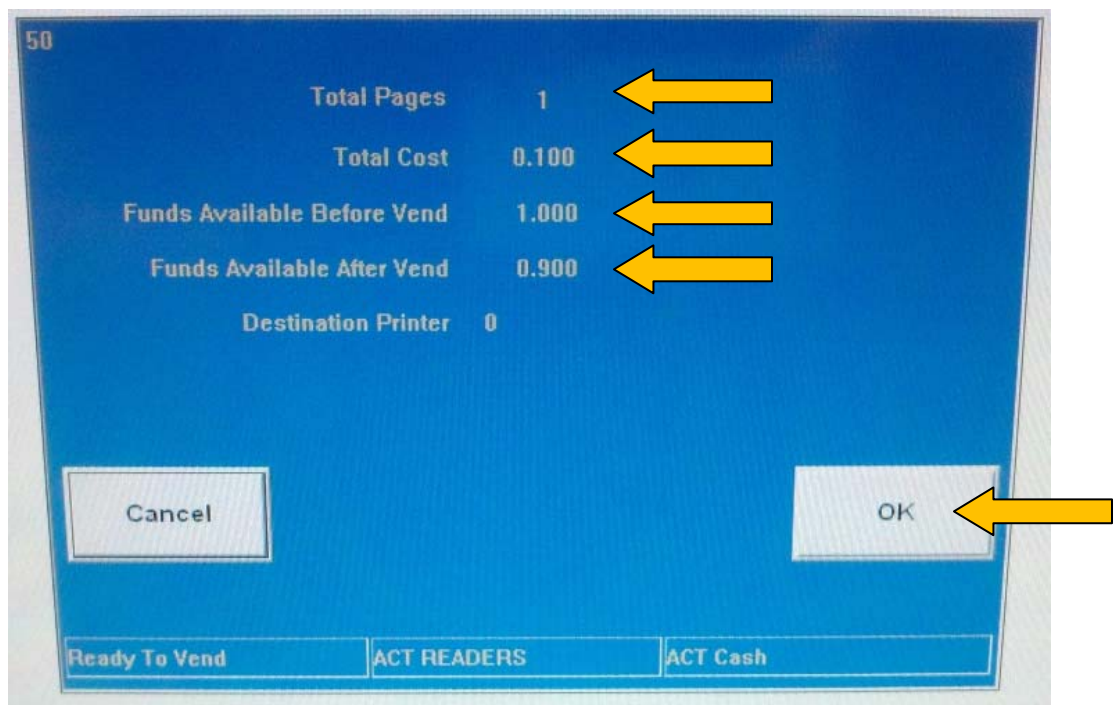 50
Total Pages 1
Total Cost 0.100
Funds Available Before Vend 1.000
Funds Available After Vend 0.900
Destination Printer 0
Cancel OK
Ready To Vend ACT READERS ACT Cash